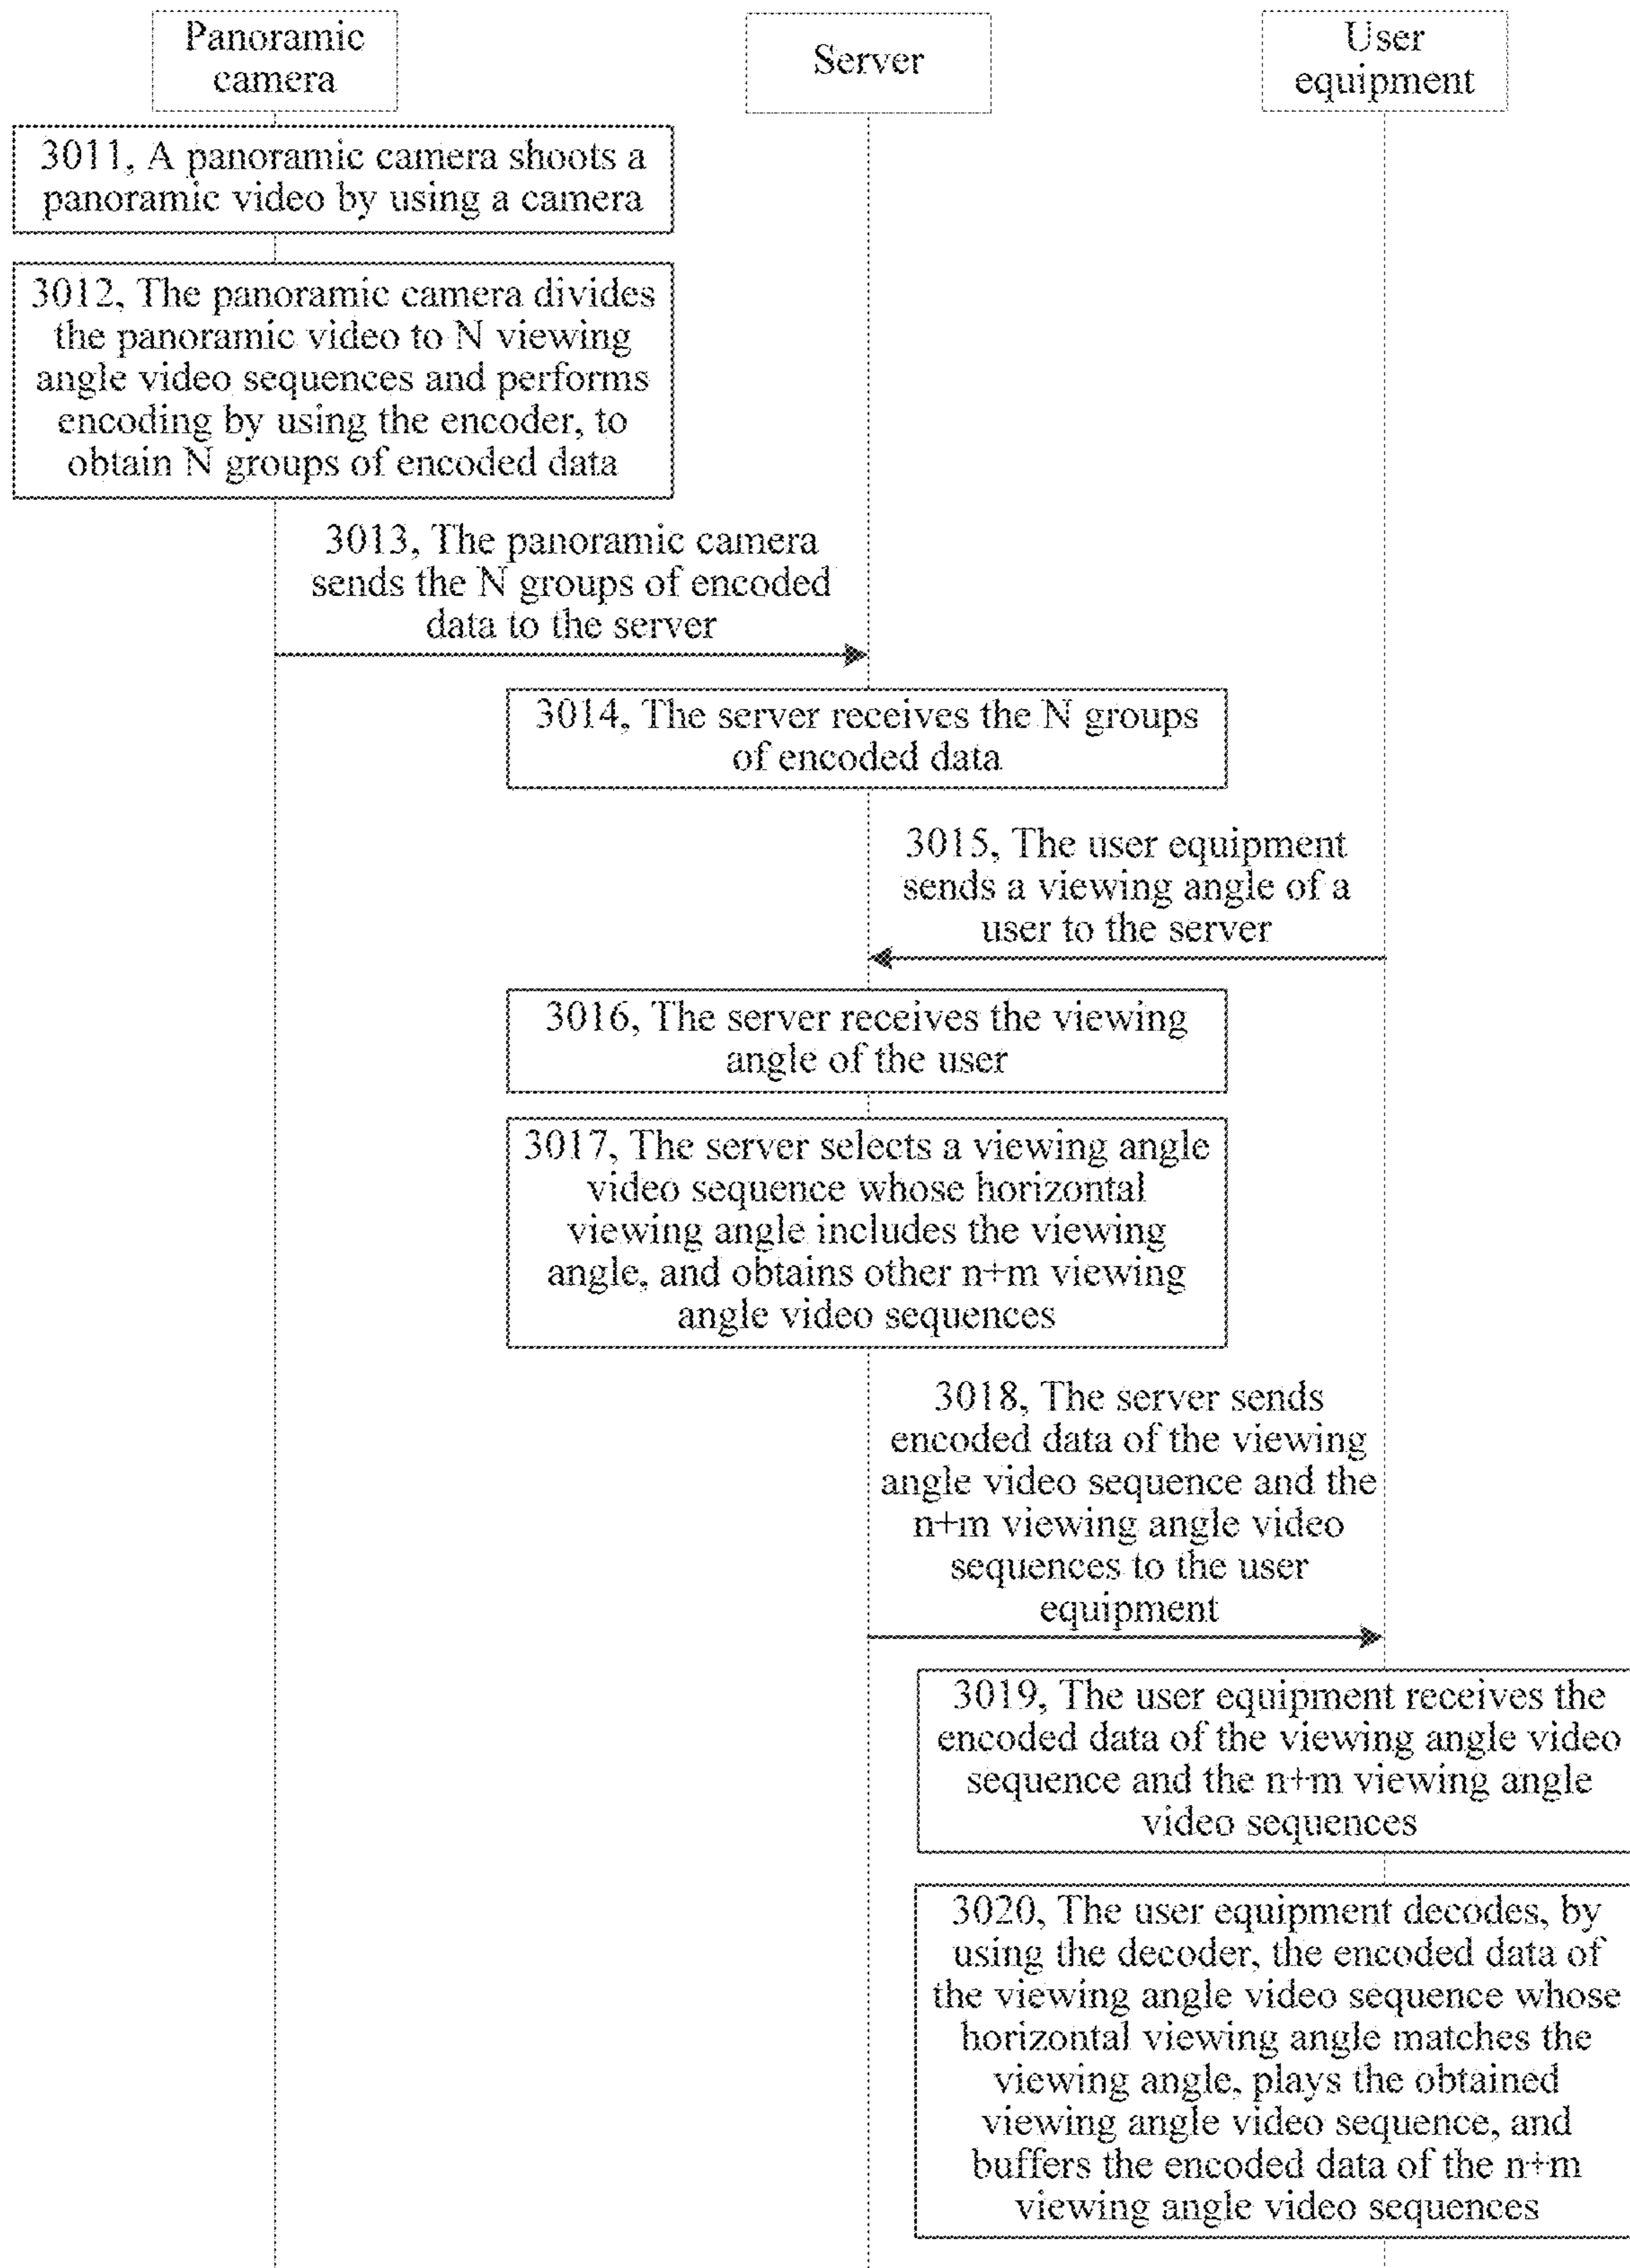 Panoramic
camera
Server
User
equipment
3011, A panoramic camera shoots a
panoramic video by using a camera
3012, The panoramic camera divides
the panoramic video to N viewing
angle video sequences and performs
encoding by using the encoder, to
obtain N groups of encoded data
3013, The panoramic camera
sends the N groups of encoded
data to the server
3014, The server receives the N groups
of encoded data
3015, The user equipment
sends a viewing angle of a
user to the server
3016, The server receives the viewing
angle of the user
3017, The server selects a viewing angle
video sequence whose horizontal
viewing angle includes the viewing
angle, and obtains other n+m viewing
angle video sequences
3018, The server sends
encoded data of the viewing
angle video sequence and the
n+m viewing angle video
sequences to the user
equipment
3019, The user equipment receives the
encoded data of the viewing angle video
sequence and the n+m viewing angle
video sequences
3020, The user equipment decodes, by
using the decoder, the encoded data of
the viewing angle video sequence whose
horizontal viewing angle matches the
viewing angle, plays the obtained
viewing angle video sequence, and
buffers the encoded data of the n+m
viewing angle video sequences